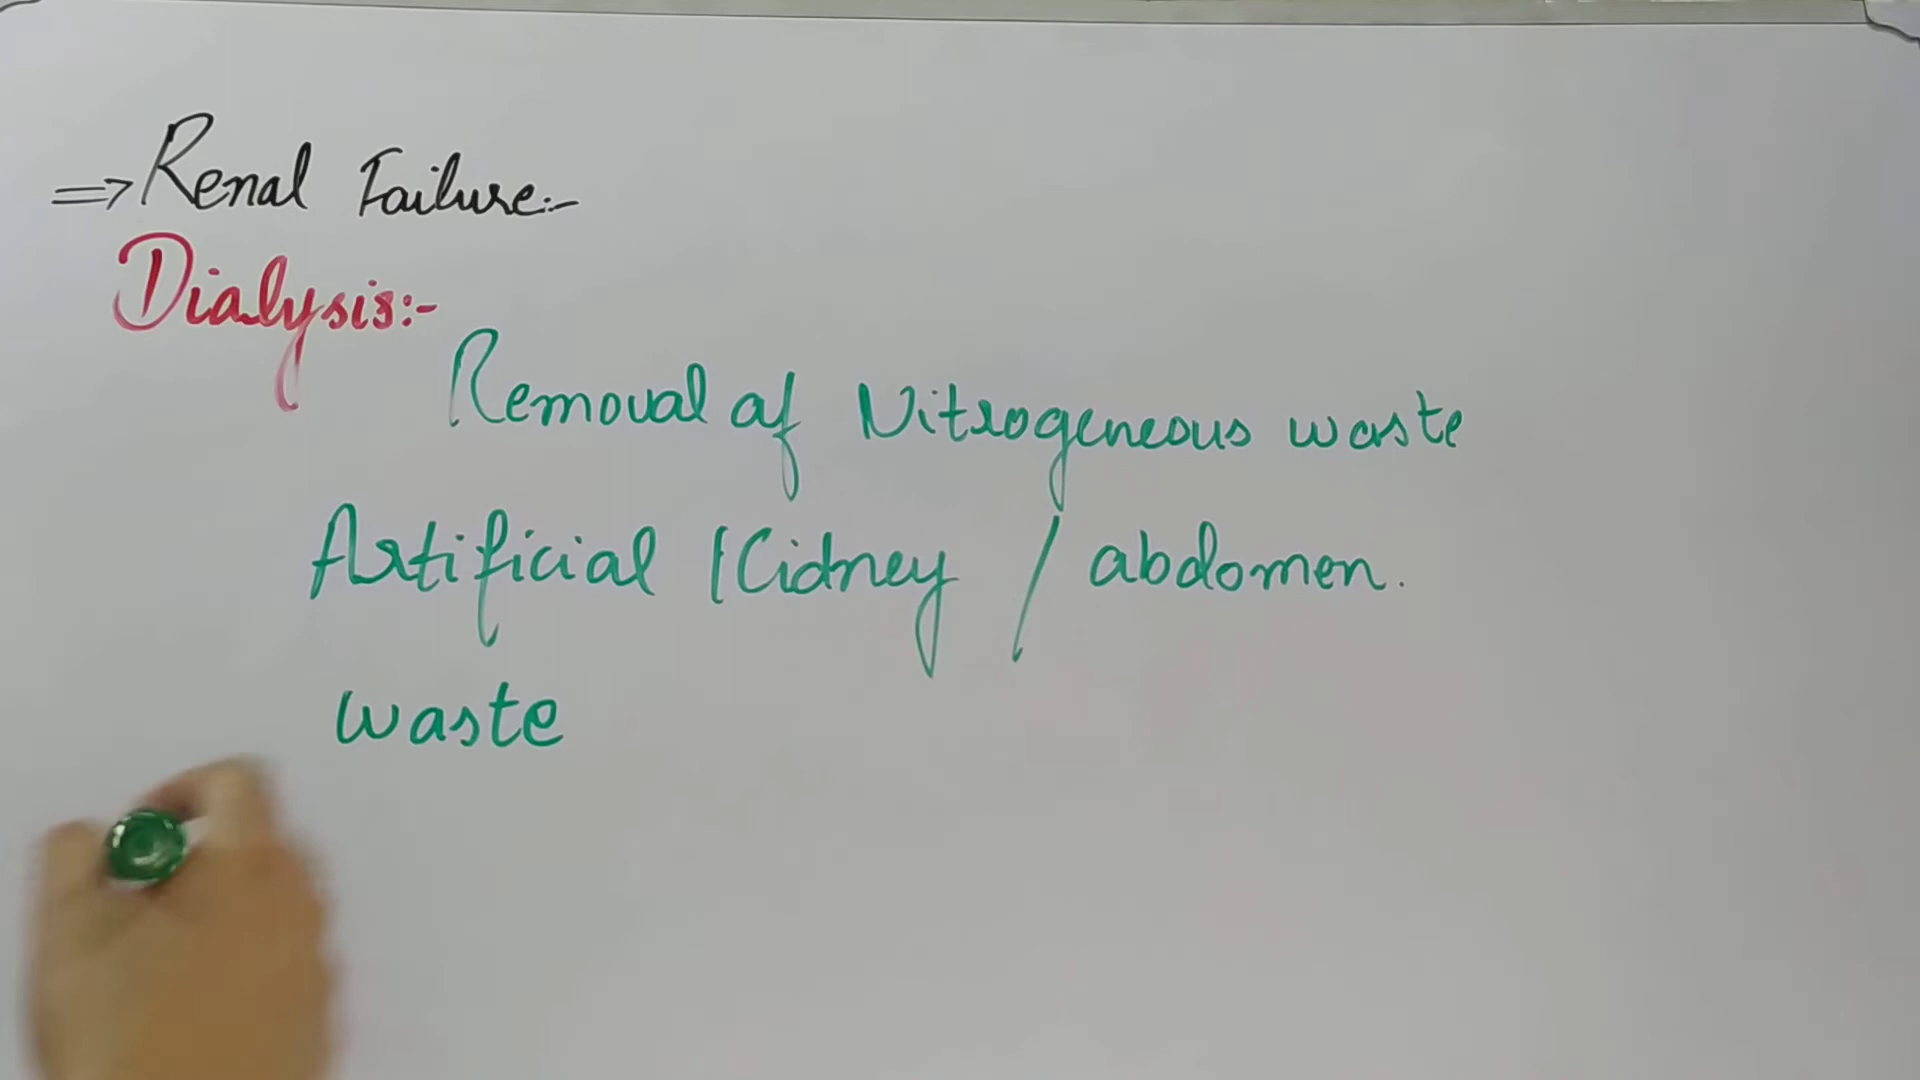 ⇒ Renal Failure:-
Dialysis:-
Removal of Nitrogeneous waste
Artificial Kidney / abdomen.
waste